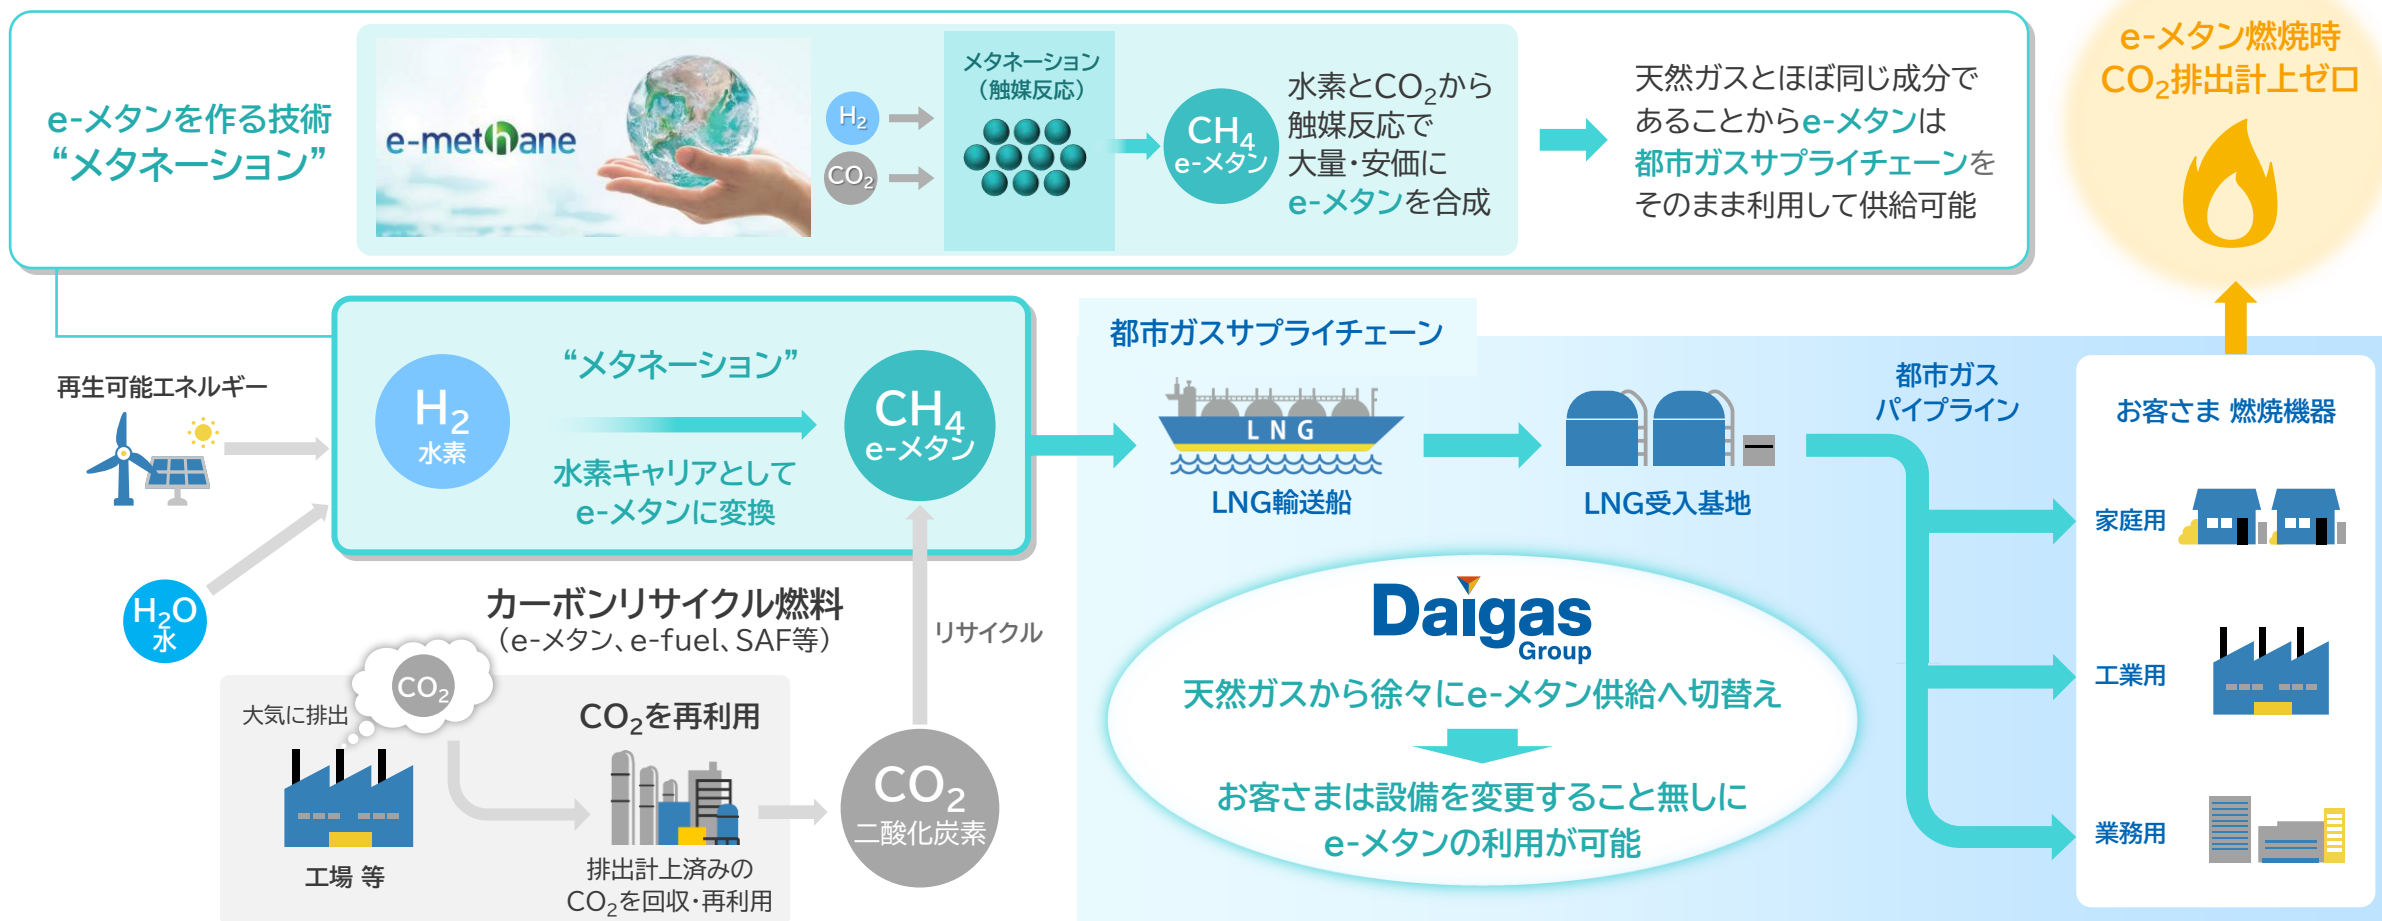 e-メタンを作る技術
“メタネーション”
e-methane
H₂
CO₂
メタネーション
（触媒反応）
CH₄
e-メタン
水素とCO₂から
触媒反応で
大量・安価に
e-メタンを合成
天然ガスとほぼ同じ成分で
あることからe-メタンは
都市ガスサプライチェーンを
そのまま利用して供給可能
e-メタン燃焼時
CO₂排出計上ゼロ
再生可能エネルギー
H₂O
水
H₂
水素
“メタネーション”
水素キャリアとして
e-メタンに変換
CH₄
e-メタン
カーボンリサイクル燃料
（e-メタン、e-fuel、SAF等）
リサイクル
CO₂
大気に排出
工場 等
CO₂を再利用
排出計上済みの
CO₂を回収・再利用
CO₂
二酸化炭素
都市ガスサプライチェーン
LNG
LNG輸送船
LNG受入基地
都市ガス
パイプライン
Daigas
Group
天然ガスから徐々にe-メタン供給へ切替え
お客さまは設備を変更すること無しに
e-メタンの利用が可能
お客さま 燃焼機器
家庭用
工業用
業務用